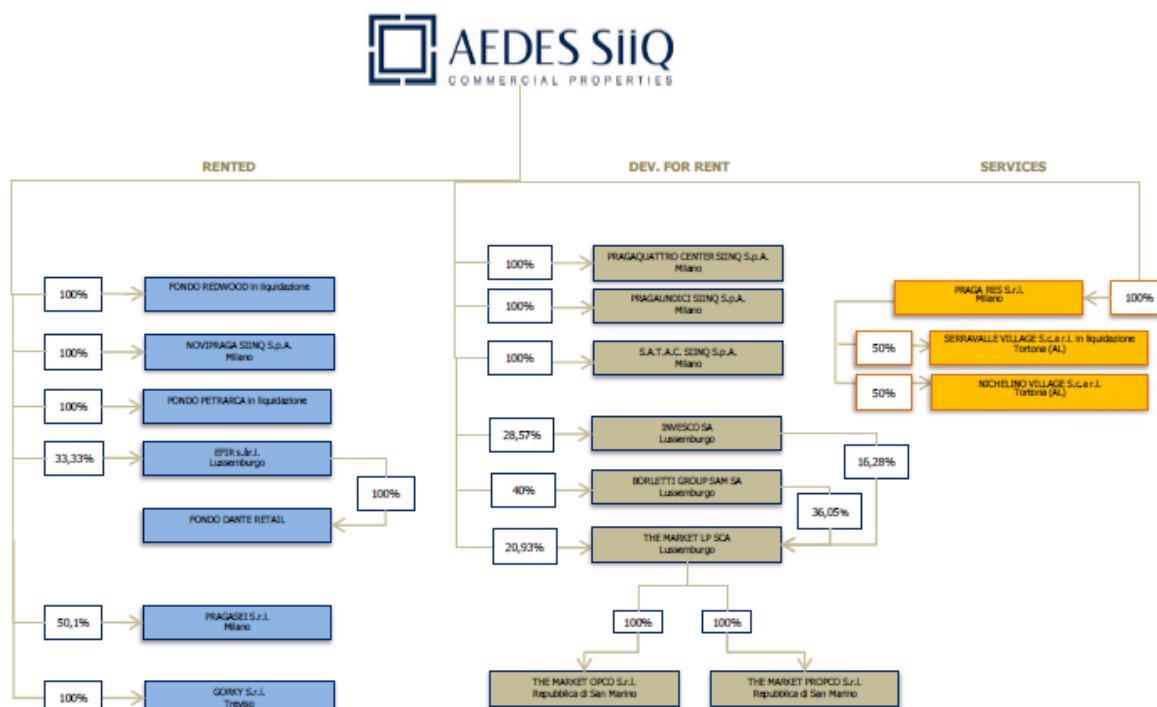 AEDES SiiQ
COMMERCIAL PROPERTIES
RENTED
DEV. FOR RENT
SERVICES
100%
FONDO REDWOOD in liquidazione
100%
NOVIPRAGA SIINQ S.p.A.
Milano
100%
FONDO PETRARCA in liquidazione
33,33%
EFIR s.àr.l.
Lussemburgo
100%
FONDO DANTE RETAIL
50,1%
PRAGASEI S.r.l.
Milano
100%
GORKY S.r.l.
Treviso
100%
PRAGAQUATTRO CENTER SIINQ S.p.A.
Milano
100%
PRAGAUNDICI SIINQ S.p.A.
Milano
100%
S.A.T.A.C. SIINQ S.p.A.
Milano
28,57%
INVESCO SA
Lussemburgo
16,28%
40%
BORLETTI GROUP SAM SA
Lussemburgo
36,05%
20,93%
THE MARKET LP SCA
Lussemburgo
100%
100%
THE MARKET OPCO S.r.l.
Repubblica di San Marino
THE MARKET PROPCO S.r.l.
Repubblica di San Marino
PRAGA RES S.r.l.
Milano
100%
50%
SERRAVALLE VILLAGE S.c.a r.l. in liquidazione
Tortona (AL)
50%
NICHELINO VILLAGE S.c.a r.l.
Tortona (AL)